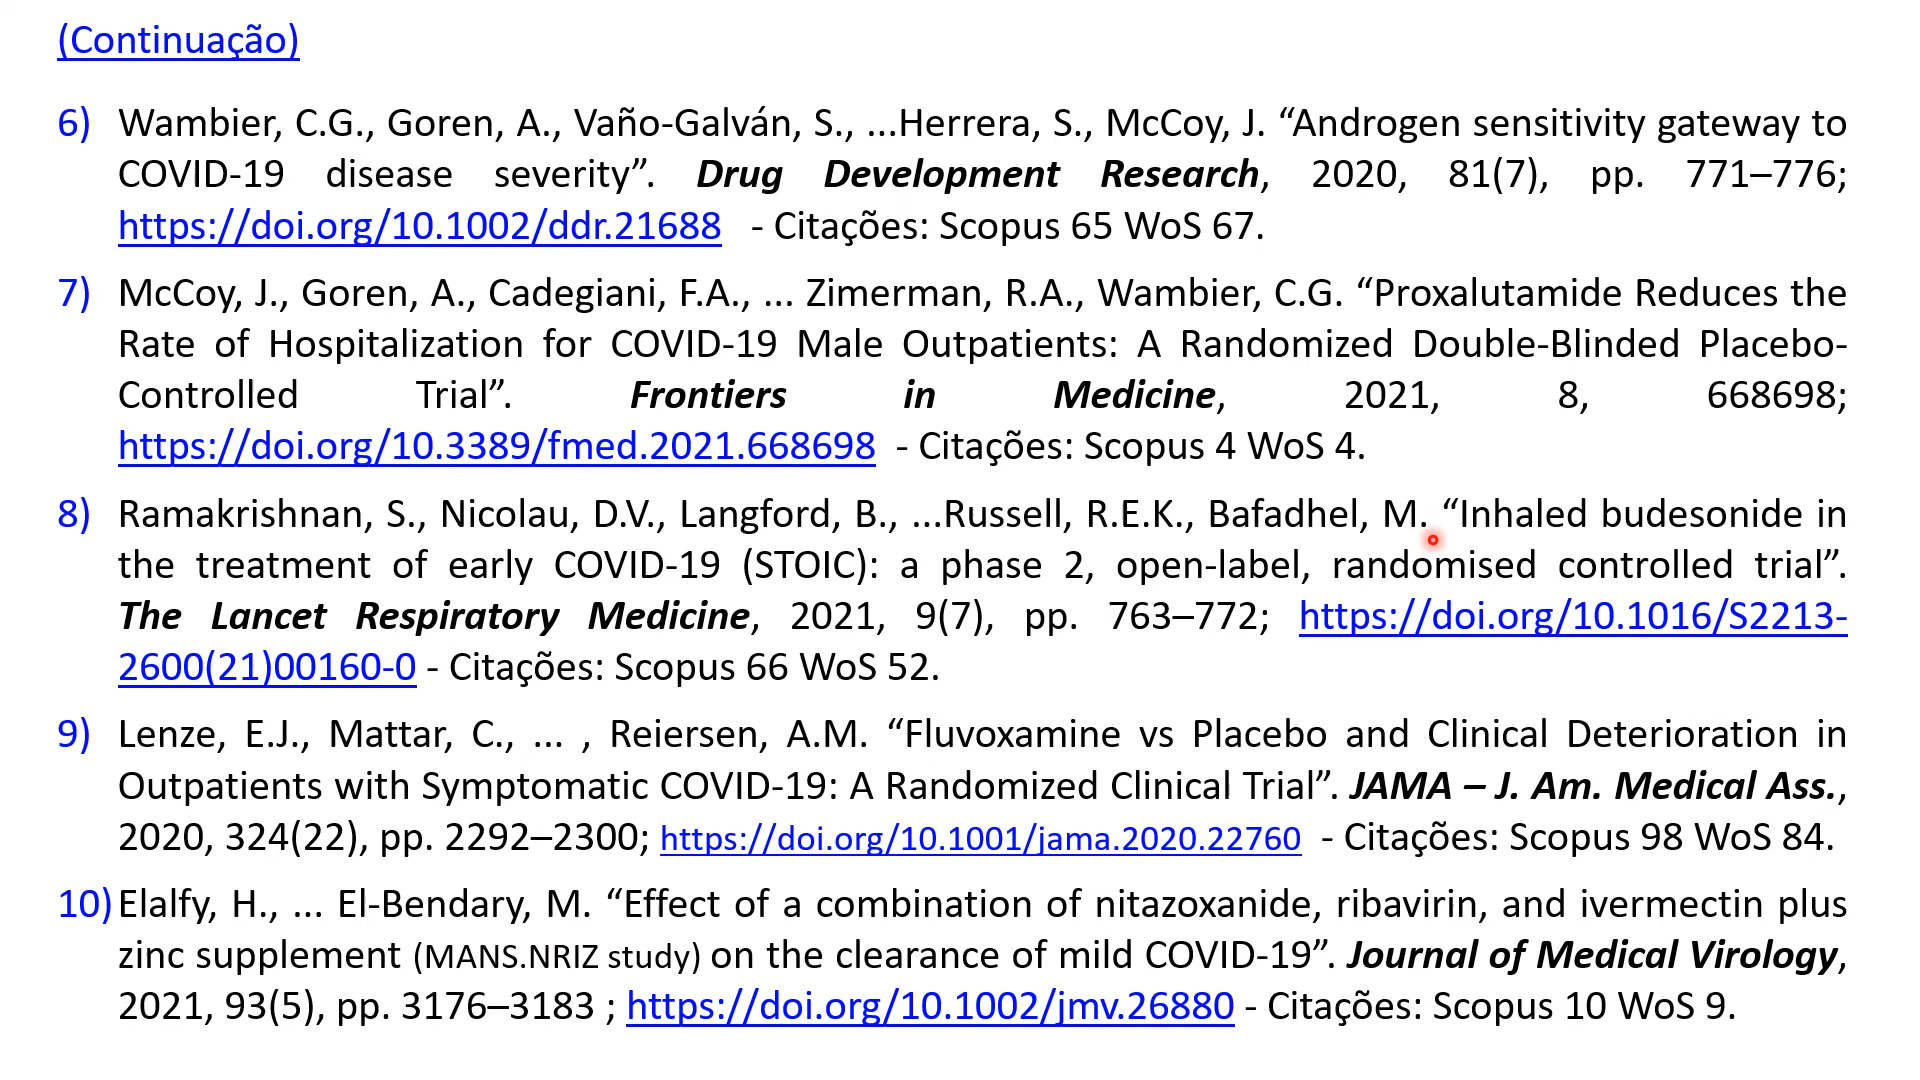 (Continuação)
6) Wambier, C.G., Goren, A., Vaño-Galván, S., ...Herrera, S., McCoy, J. “Androgen sensitivity gateway to
COVID-19 disease severity”. Drug Development Research, 2020, 81(7), pp. 771–776;
https://doi.org/10.1002/ddr.21688 - Citações: Scopus 65 WoS 67.
7) McCoy, J., Goren, A., Cadegiani, F.A., ... Zimerman, R.A., Wambier, C.G. “Proxalutamide Reduces the
Rate of Hospitalization for COVID-19 Male Outpatients: A Randomized Double-Blinded Placebo-
Controlled Trial”. Frontiers in Medicine, 2021, 8, 668698;
https://doi.org/10.3389/fmed.2021.668698 - Citações: Scopus 4 WoS 4.
8) Ramakrishnan, S., Nicolau, D.V., Langford, B., ...Russell, R.E.K., Bafadhel, M. “Inhaled budesonide in
the treatment of early COVID-19 (STOIC): a phase 2, open-label, randomised controlled trial”.
The Lancet Respiratory Medicine, 2021, 9(7), pp. 763–772; https://doi.org/10.1016/S2213-
2600(21)00160-0 - Citações: Scopus 66 WoS 52.
9) Lenze, E.J., Mattar, C., ... , Reiersen, A.M. “Fluvoxamine vs Placebo and Clinical Deterioration in
Outpatients with Symptomatic COVID-19: A Randomized Clinical Trial”. JAMA – J. Am. Medical Ass.,
2020, 324(22), pp. 2292–2300; https://doi.org/10.1001/jama.2020.22760 - Citações: Scopus 98 WoS 84.
10) Elalfy, H., ... El-Bendary, M. “Effect of a combination of nitazoxanide, ribavirin, and ivermectin plus
zinc supplement (MANS.NRIZ study) on the clearance of mild COVID-19”. Journal of Medical Virology,
2021, 93(5), pp. 3176–3183 ; https://doi.org/10.1002/jmv.26880 - Citações: Scopus 10 WoS 9.